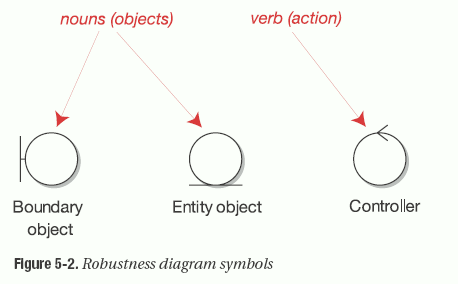 nouns (objects)
verb (action)
Boundary
object
Entity object
Controller
Figure 5-2. Robustness diagram symbols